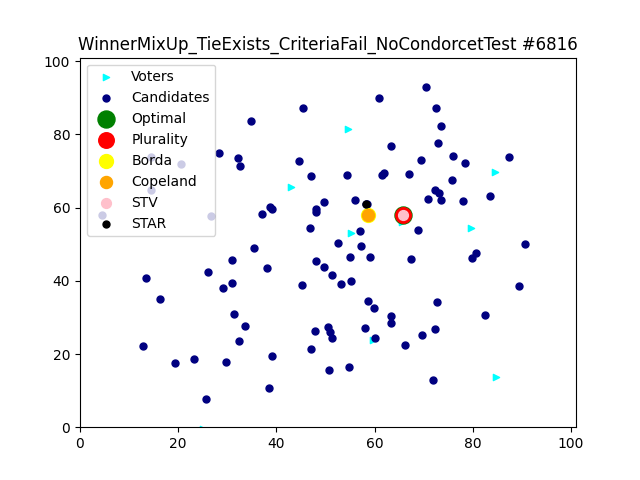 WinnerMixUp_TieExists_CriteriaFail_NoCondorcetTest #6816
100
80
60
40
20
0
0 20 40 60 80 100
Voters
Candidates
Optimal
Plurality
Borda
Copeland
STV
STAR